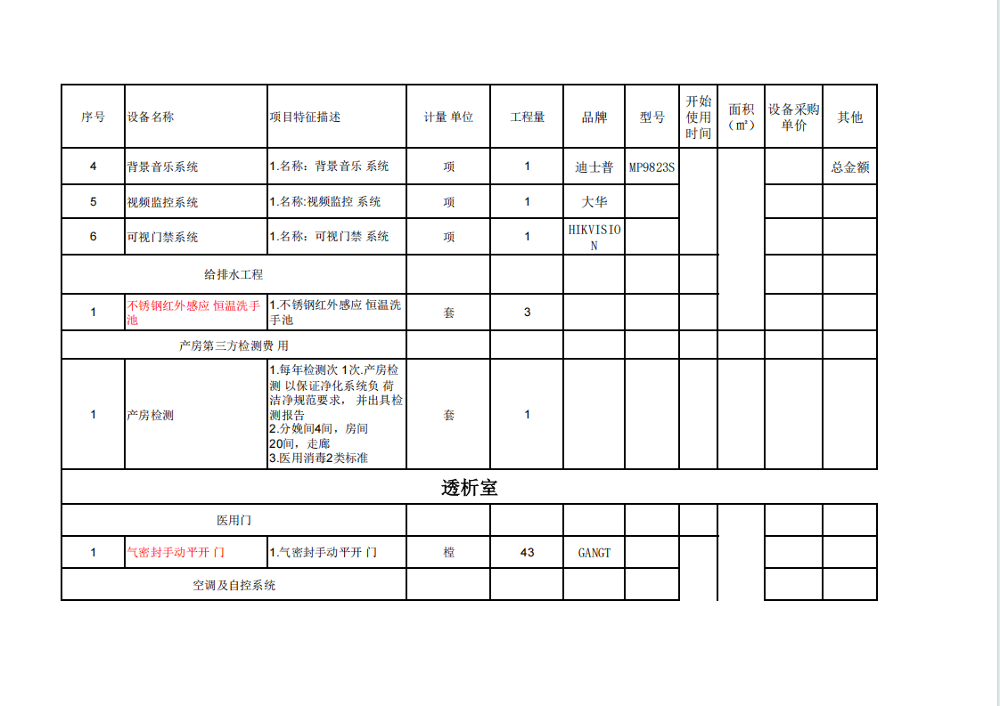 序号 设备名称 项目特征描述 计量 单位 工程量 品牌 型号 开始使用时间 面积（㎡） 设备采购单价 其他
4 背景音乐系统 1.名称：背景音乐 系统 项 1 迪士普 MP9823S 总金额
5 视频监控系统 1.名称:视频监控 系统 项 1 大华
6 可视门禁系统 1.名称：可视门禁 系统 项 1 HIKVISION
给排水工程
1 不锈钢红外感应 恒温洗手池 1.不锈钢红外感应 恒温洗手池 套 3
产房第三方检测费 用
1 产房检测 1.每年检测次 1次.产房检
测 以保证净化系统负 荷
洁净规范要求， 并出具检
测报告
2.分娩间4间，房间
20间，走廊
3.医用消毒2类标准 套 1
透析室
医用门
1 气密封手动平开 门 1.气密封手动平开 门 樘 43 GANGT
空调及自控系统